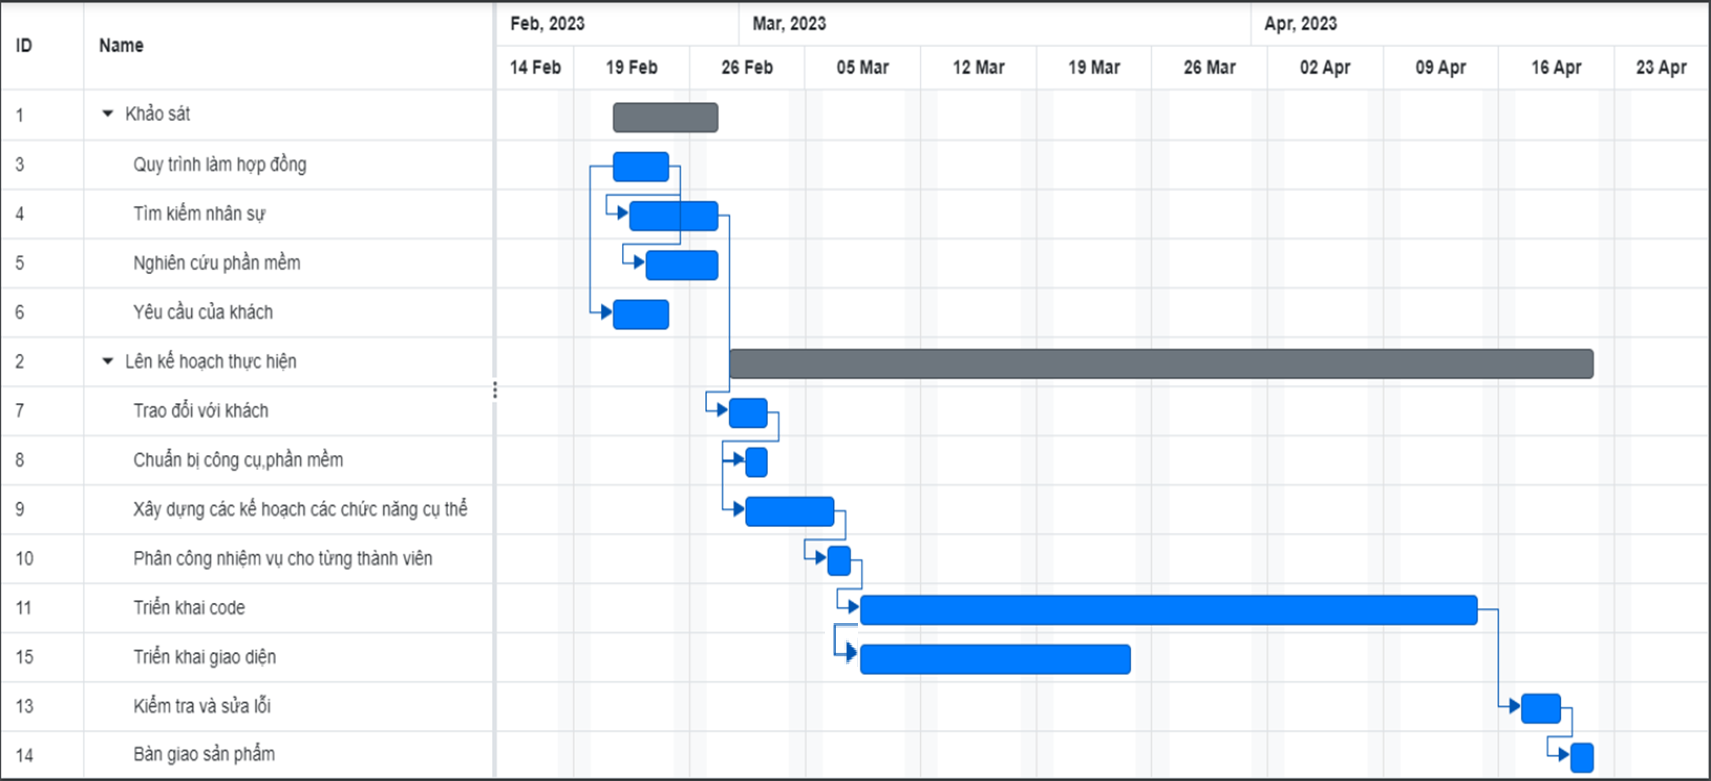 Feb, 2023 Mar, 2023 Apr, 2023
ID Name
14 Feb 19 Feb 26 Feb 05 Mar 12 Mar 19 Mar 26 Mar 02 Apr 09 Apr 16 Apr 23 Apr
1 Khảo sát
3 Quy trình làm hợp đồng
4 Tìm kiếm nhân sự
5 Nghiên cứu phần mềm
6 Yêu cầu của khách
2 Lên kế hoạch thực hiện
7 Trao đổi với khách
8 Chuẩn bị công cụ,phần mềm
9 Xây dựng các kế hoạch các chức năng cụ thể
10 Phân công nhiệm vụ cho từng thành viên
11 Triển khai code
15 Triển khai giao diện
13 Kiểm tra và sửa lỗi
14 Bàn giao sản phẩm